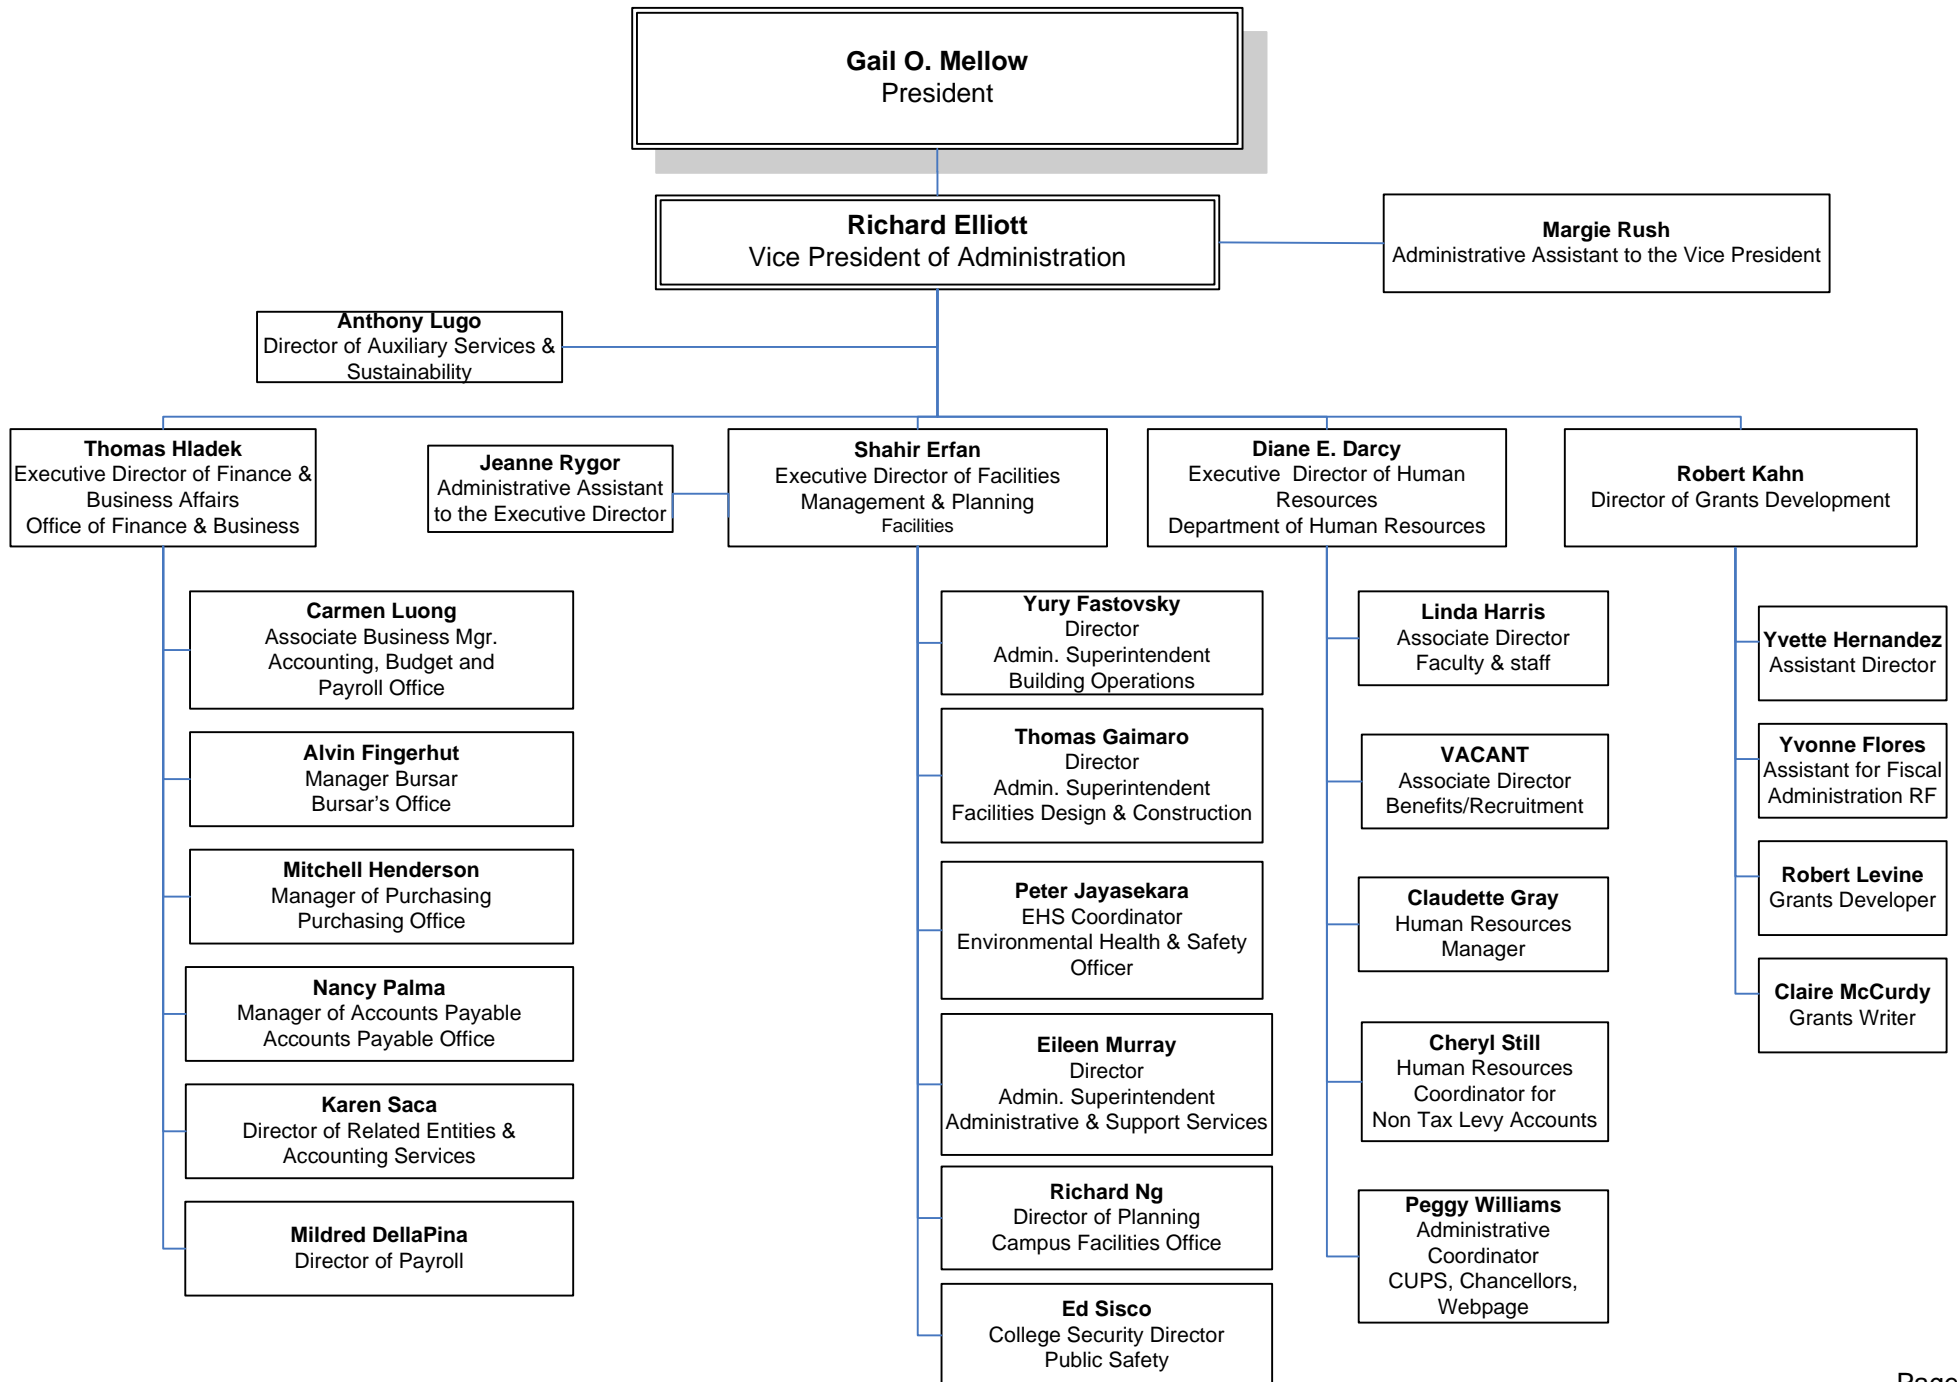 Gail O. Mellow
President
Richard Elliott
Vice President of Administration
Margie Rush
Administrative Assistant to the Vice President
Anthony Lugo
Director of Auxiliary Services &
Sustainability
Thomas Hladek
Executive Director of Finance &
Business Affairs
Office of Finance & Business
Jeanne Rygor
Administrative Assistant
to the Executive Director
Shahir Erfan
Executive Director of Facilities
Management & Planning
Facilities
Diane E. Darcy
Executive Director of Human
Resources
Department of Human Resources
Robert Kahn
Director of Grants Development
Carmen Luong
Associate Business Mgr.
Accounting, Budget and
Payroll Office
Alvin Fingerhut
Manager Bursar
Bursar’s Office
Mitchell Henderson
Manager of Purchasing
Purchasing Office
Nancy Palma
Manager of Accounts Payable
Accounts Payable Office
Karen Saca
Director of Related Entities &
Accounting Services
Mildred DellaPina
Director of Payroll
Yury Fastovsky
Director
Admin. Superintendent
Building Operations
Thomas Gaimaro
Director
Admin. Superintendent
Facilities Design & Construction
Peter Jayasekara
EHS Coordinator
Environmental Health & Safety
Officer
Eileen Murray
Director
Admin. Superintendent
Administrative & Support Services
Richard Ng
Director of Planning
Campus Facilities Office
Ed Sisco
College Security Director
Public Safety
Linda Harris
Associate Director
Faculty & staff
VACANT
Associate Director
Benefits/Recruitment
Claudette Gray
Human Resources
Manager
Cheryl Still
Human Resources
Coordinator for
Non Tax Levy Accounts
Peggy Williams
Administrative
Coordinator
CUPS, Chancellors,
Webpage
Yvette Hernandez
Assistant Director
Yvonne Flores
Assistant for Fiscal
Administration RF
Robert Levine
Grants Developer
Claire McCurdy
Grants Writer
Page